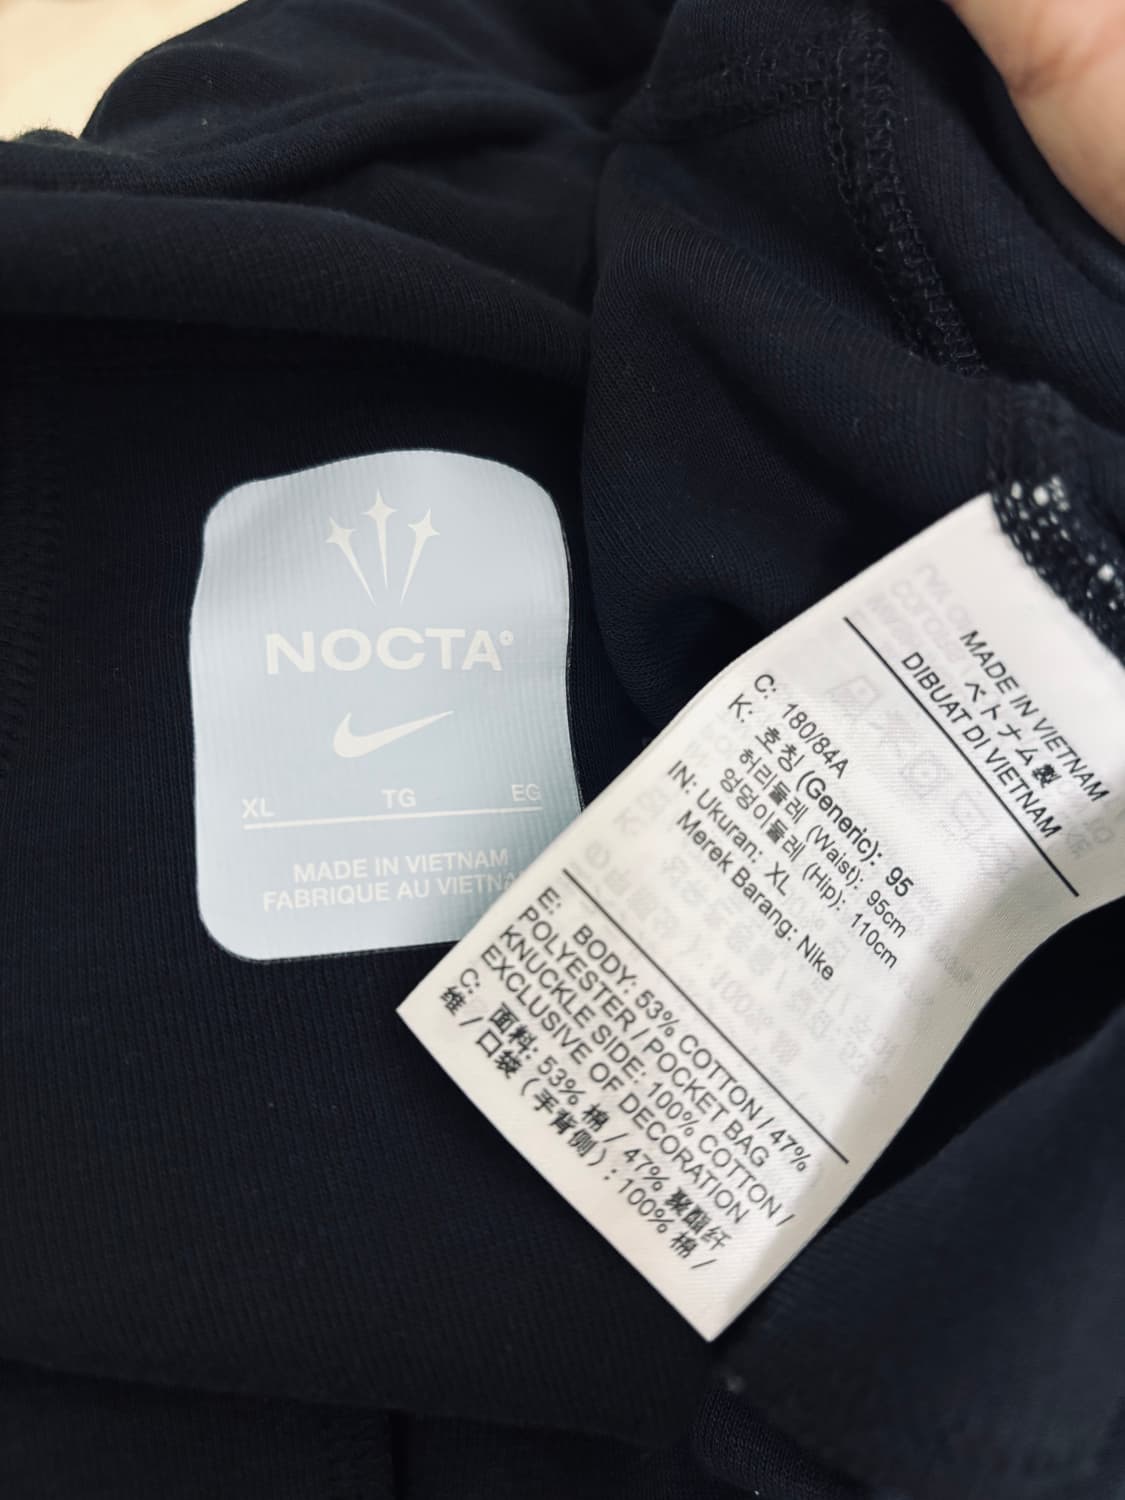 NOCTA
XL TG EG
MADE IN VIETNAM
FABRIQUE AU VIETNA
MADE IN VIETNAM
ベトナム製
DIBUAT DI VIETNAM
C: 180/84A
K: 호칭 (Generic): 95
허리둘레 (Waist): 95cm
엉덩이둘레 (Hip): 110cm
IN: Ukuran: XL
Merek Barang: Nike
E: BODY: 53% COTTON / 47%
POLYESTER / POCKET BAG
KNUCKLE SIDE: 100% COTTON /
EXCLUSIVE OF DECORATION
C: 面料: 53% 棉 / 47% 聚酯纤
维 / 口袋 (手背侧) : 100% 棉 /